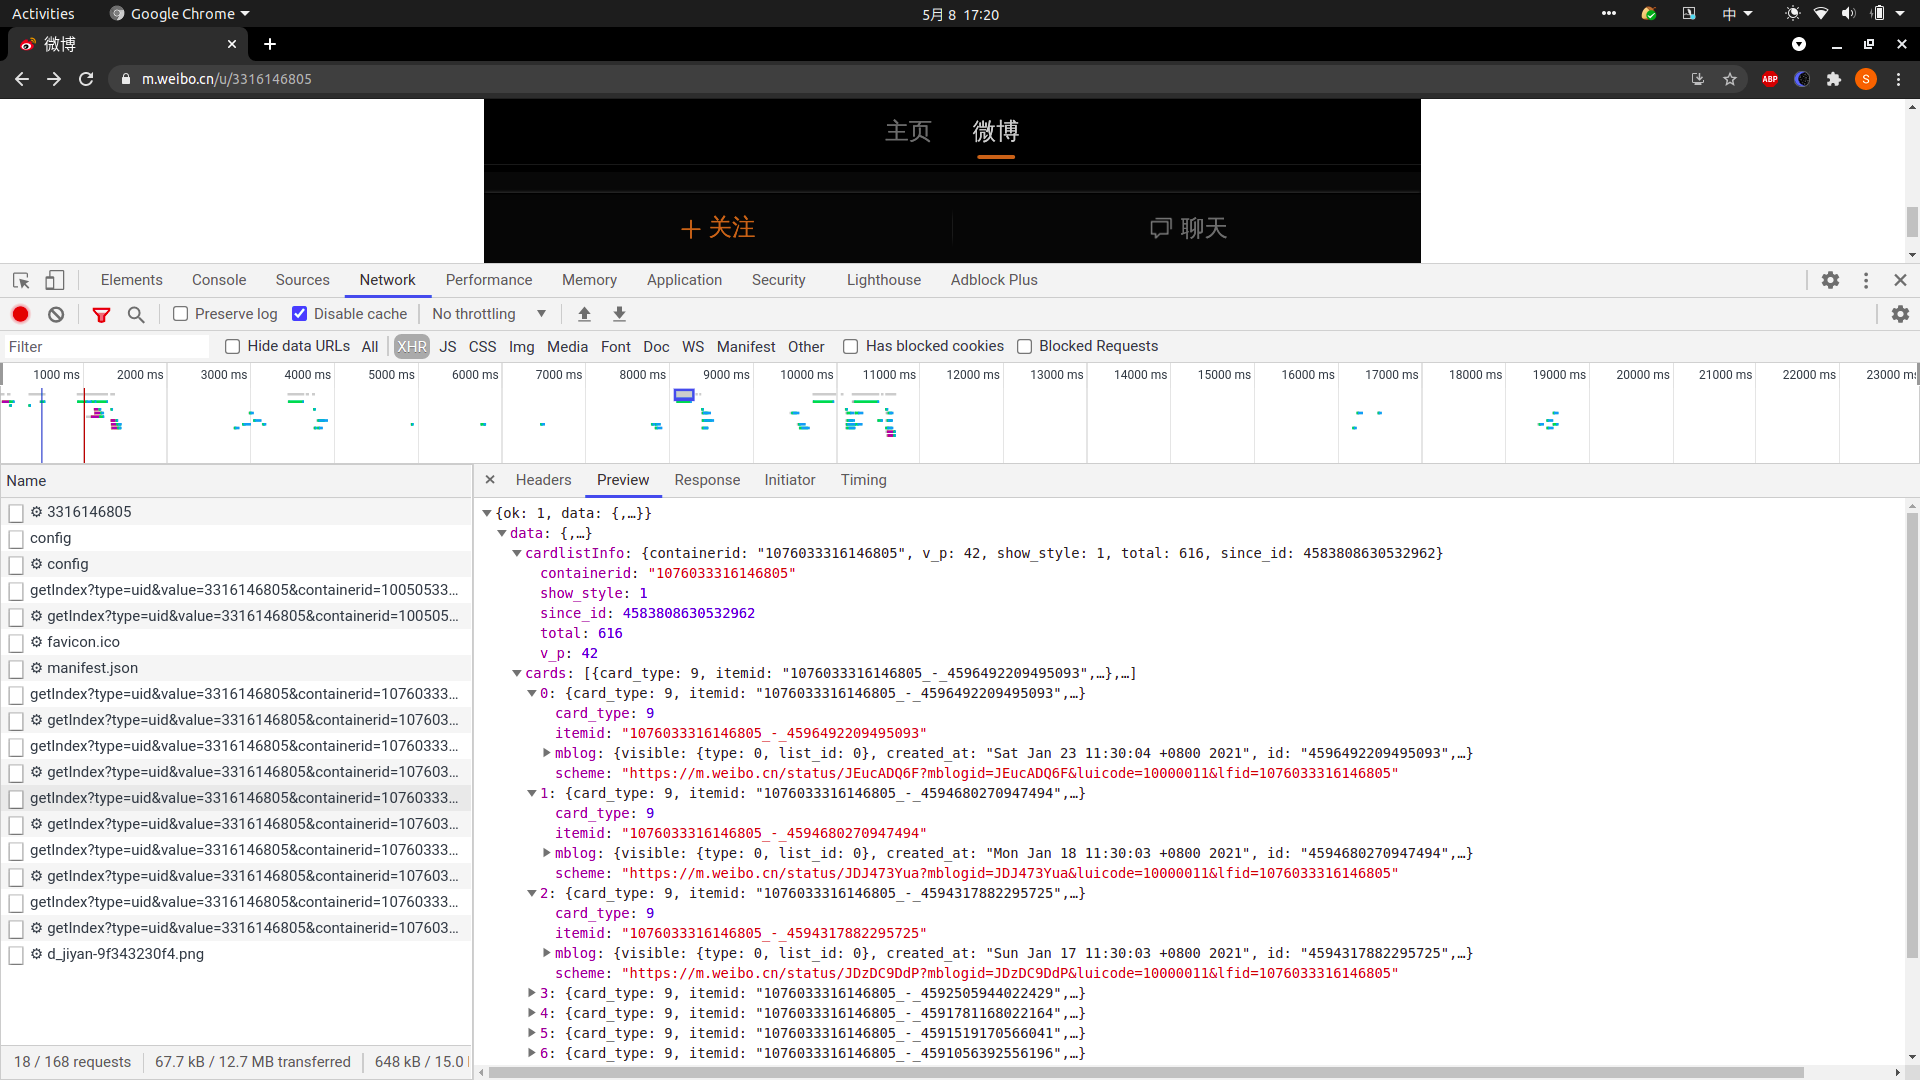 Activities
Google Chrome
5月 8 17:20
中
微博
m.weibo.cn/u/3316146805
ABP
S
主页 微博
关注
聊天
Elements Console Sources Network Performance Memory Application Security Lighthouse Adblock Plus
Preserve log Disable cache No throttling
Filter Hide data URLs All XHR JS CSS Img Media Font Doc WS Manifest Other Has blocked cookies Blocked Requests
1000 ms 2000 ms 3000 ms 4000 ms 5000 ms 6000 ms 7000 ms 8000 ms 9000 ms 10000 ms 11000 ms 12000 ms 13000 ms 14000 ms 15000 ms 16000 ms 17000 ms 18000 ms 19000 ms 20000 ms 21000 ms 22000 ms 23000 m
Name
3316146805
config
config
getIndex?type=uid&value=3316146805&containerid=10050533…
getIndex?type=uid&value=3316146805&containerid=100505…
favicon.ico
manifest.json
getIndex?type=uid&value=3316146805&containerid=10760333…
getIndex?type=uid&value=3316146805&containerid=107603…
getIndex?type=uid&value=3316146805&containerid=10760333…
getIndex?type=uid&value=3316146805&containerid=107603…
getIndex?type=uid&value=3316146805&containerid=10760333…
getIndex?type=uid&value=3316146805&containerid=107603…
getIndex?type=uid&value=3316146805&containerid=10760333…
getIndex?type=uid&value=3316146805&containerid=107603…
getIndex?type=uid&value=3316146805&containerid=10760333…
getIndex?type=uid&value=3316146805&containerid=107603…
d_jiyan-9f343230f4.png
18 / 168 requests 67.7 kB / 12.7 MB transferred 648 kB / 15.0
Headers Preview Response Initiator Timing
{ok: 1, data: {,…}}
data: {,…}
cardlistInfo: {containerid: "1076033316146805", v_p: 42, show_style: 1, total: 616, since_id: 4583808630532962}
containerid: "1076033316146805"
show_style: 1
since_id: 4583808630532962
total: 616
v_p: 42
cards: [{card_type: 9, itemid: "1076033316146805_-_4596492209495093",…},…]
0: {card_type: 9, itemid: "1076033316146805_-_4596492209495093",…}
card_type: 9
itemid: "1076033316146805_-_4596492209495093"
mblog: {visible: {type: 0, list_id: 0}, created_at: "Sat Jan 23 11:30:04 +0800 2021", id: "4596492209495093",…}
scheme: "https://m.weibo.cn/status/JEucADQ6F?mblogid=JEucADQ6F&luicode=10000011&lfid=1076033316146805"
1: {card_type: 9, itemid: "1076033316146805_-_4594680270947494",…}
card_type: 9
itemid: "1076033316146805_-_4594680270947494"
mblog: {visible: {type: 0, list_id: 0}, created_at: "Mon Jan 18 11:30:03 +0800 2021", id: "4594680270947494",…}
scheme: "https://m.weibo.cn/status/JDJ473Yua?mblogid=JDJ473Yua&luicode=10000011&lfid=1076033316146805"
2: {card_type: 9, itemid: "1076033316146805_-_4594317882295725",…}
card_type: 9
itemid: "1076033316146805_-_4594317882295725"
mblog: {visible: {type: 0, list_id: 0}, created_at: "Sun Jan 17 11:30:03 +0800 2021", id: "4594317882295725",…}
scheme: "https://m.weibo.cn/status/JDzDC9DdP?mblogid=JDzDC9DdP&luicode=10000011&lfid=1076033316146805"
3: {card_type: 9, itemid: "1076033316146805_-_4592505944022429",…}
4: {card_type: 9, itemid: "1076033316146805_-_4591781168022164",…}
5: {card_type: 9, itemid: "1076033316146805_-_4591519170566041",…}
6: {card_type: 9, itemid: "1076033316146805_-_4591056392556196",…}